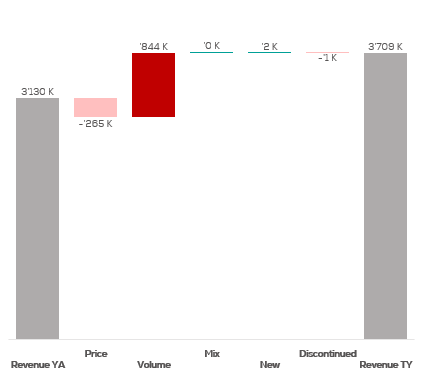 '844 K
'0 K
'2 K
3'709 K
-'1 K
3'130 K
-'265 K
Price
Mix
Discontinued
Revenue YA
Volume
New
Revenue TY